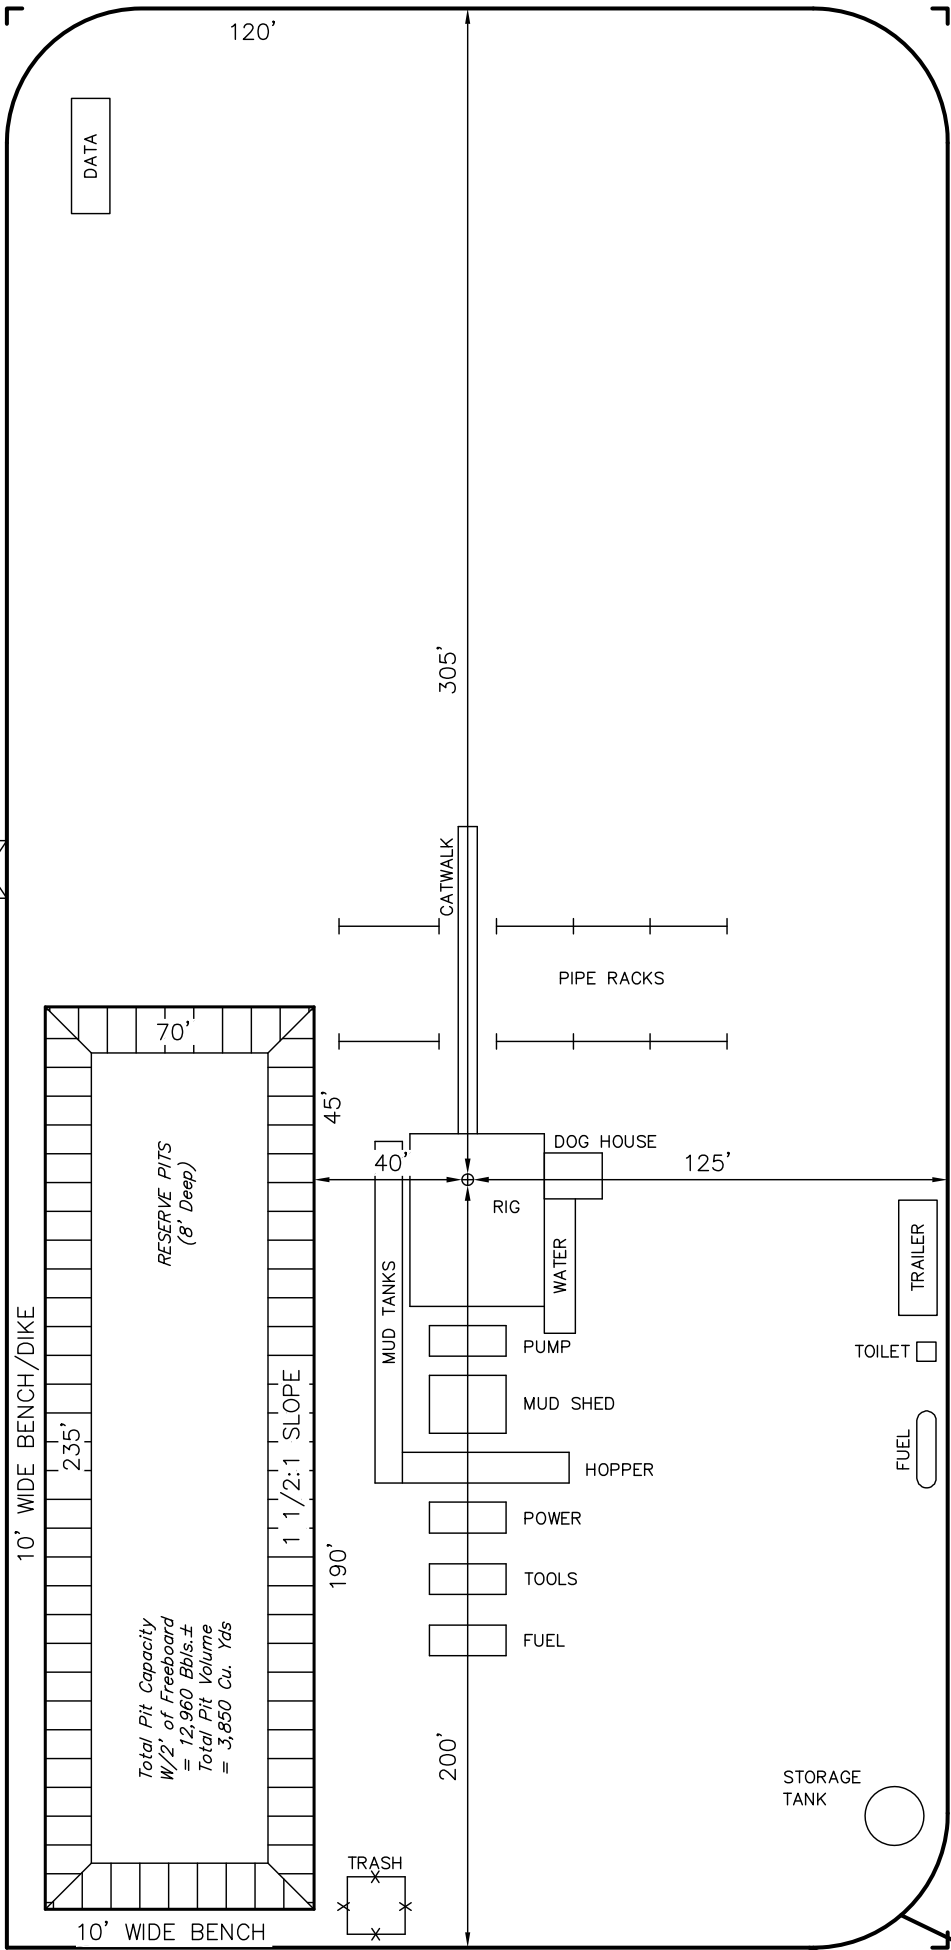 120'
DATA
305'
CATWALK
PIPE RACKS
70'
45'
DOG HOUSE
40'
125'
RIG
RESERVE PITS
(8' Deep)
WATER
TRAILER
MUD TANKS
PUMP
TOILET
10' WIDE BENCH/DIKE
235'
1 1/2:1 SLOPE
MUD SHED
FUEL
HOPPER
190'
POWER
TOOLS
FUEL
Total Pit Capacity
W/2' of Freeboard
= 12,960 Bbls.±
Total Pit Volume
= 3,850 Cu. Yds
200'
STORAGE
TANK
TRASH
10' WIDE BENCH